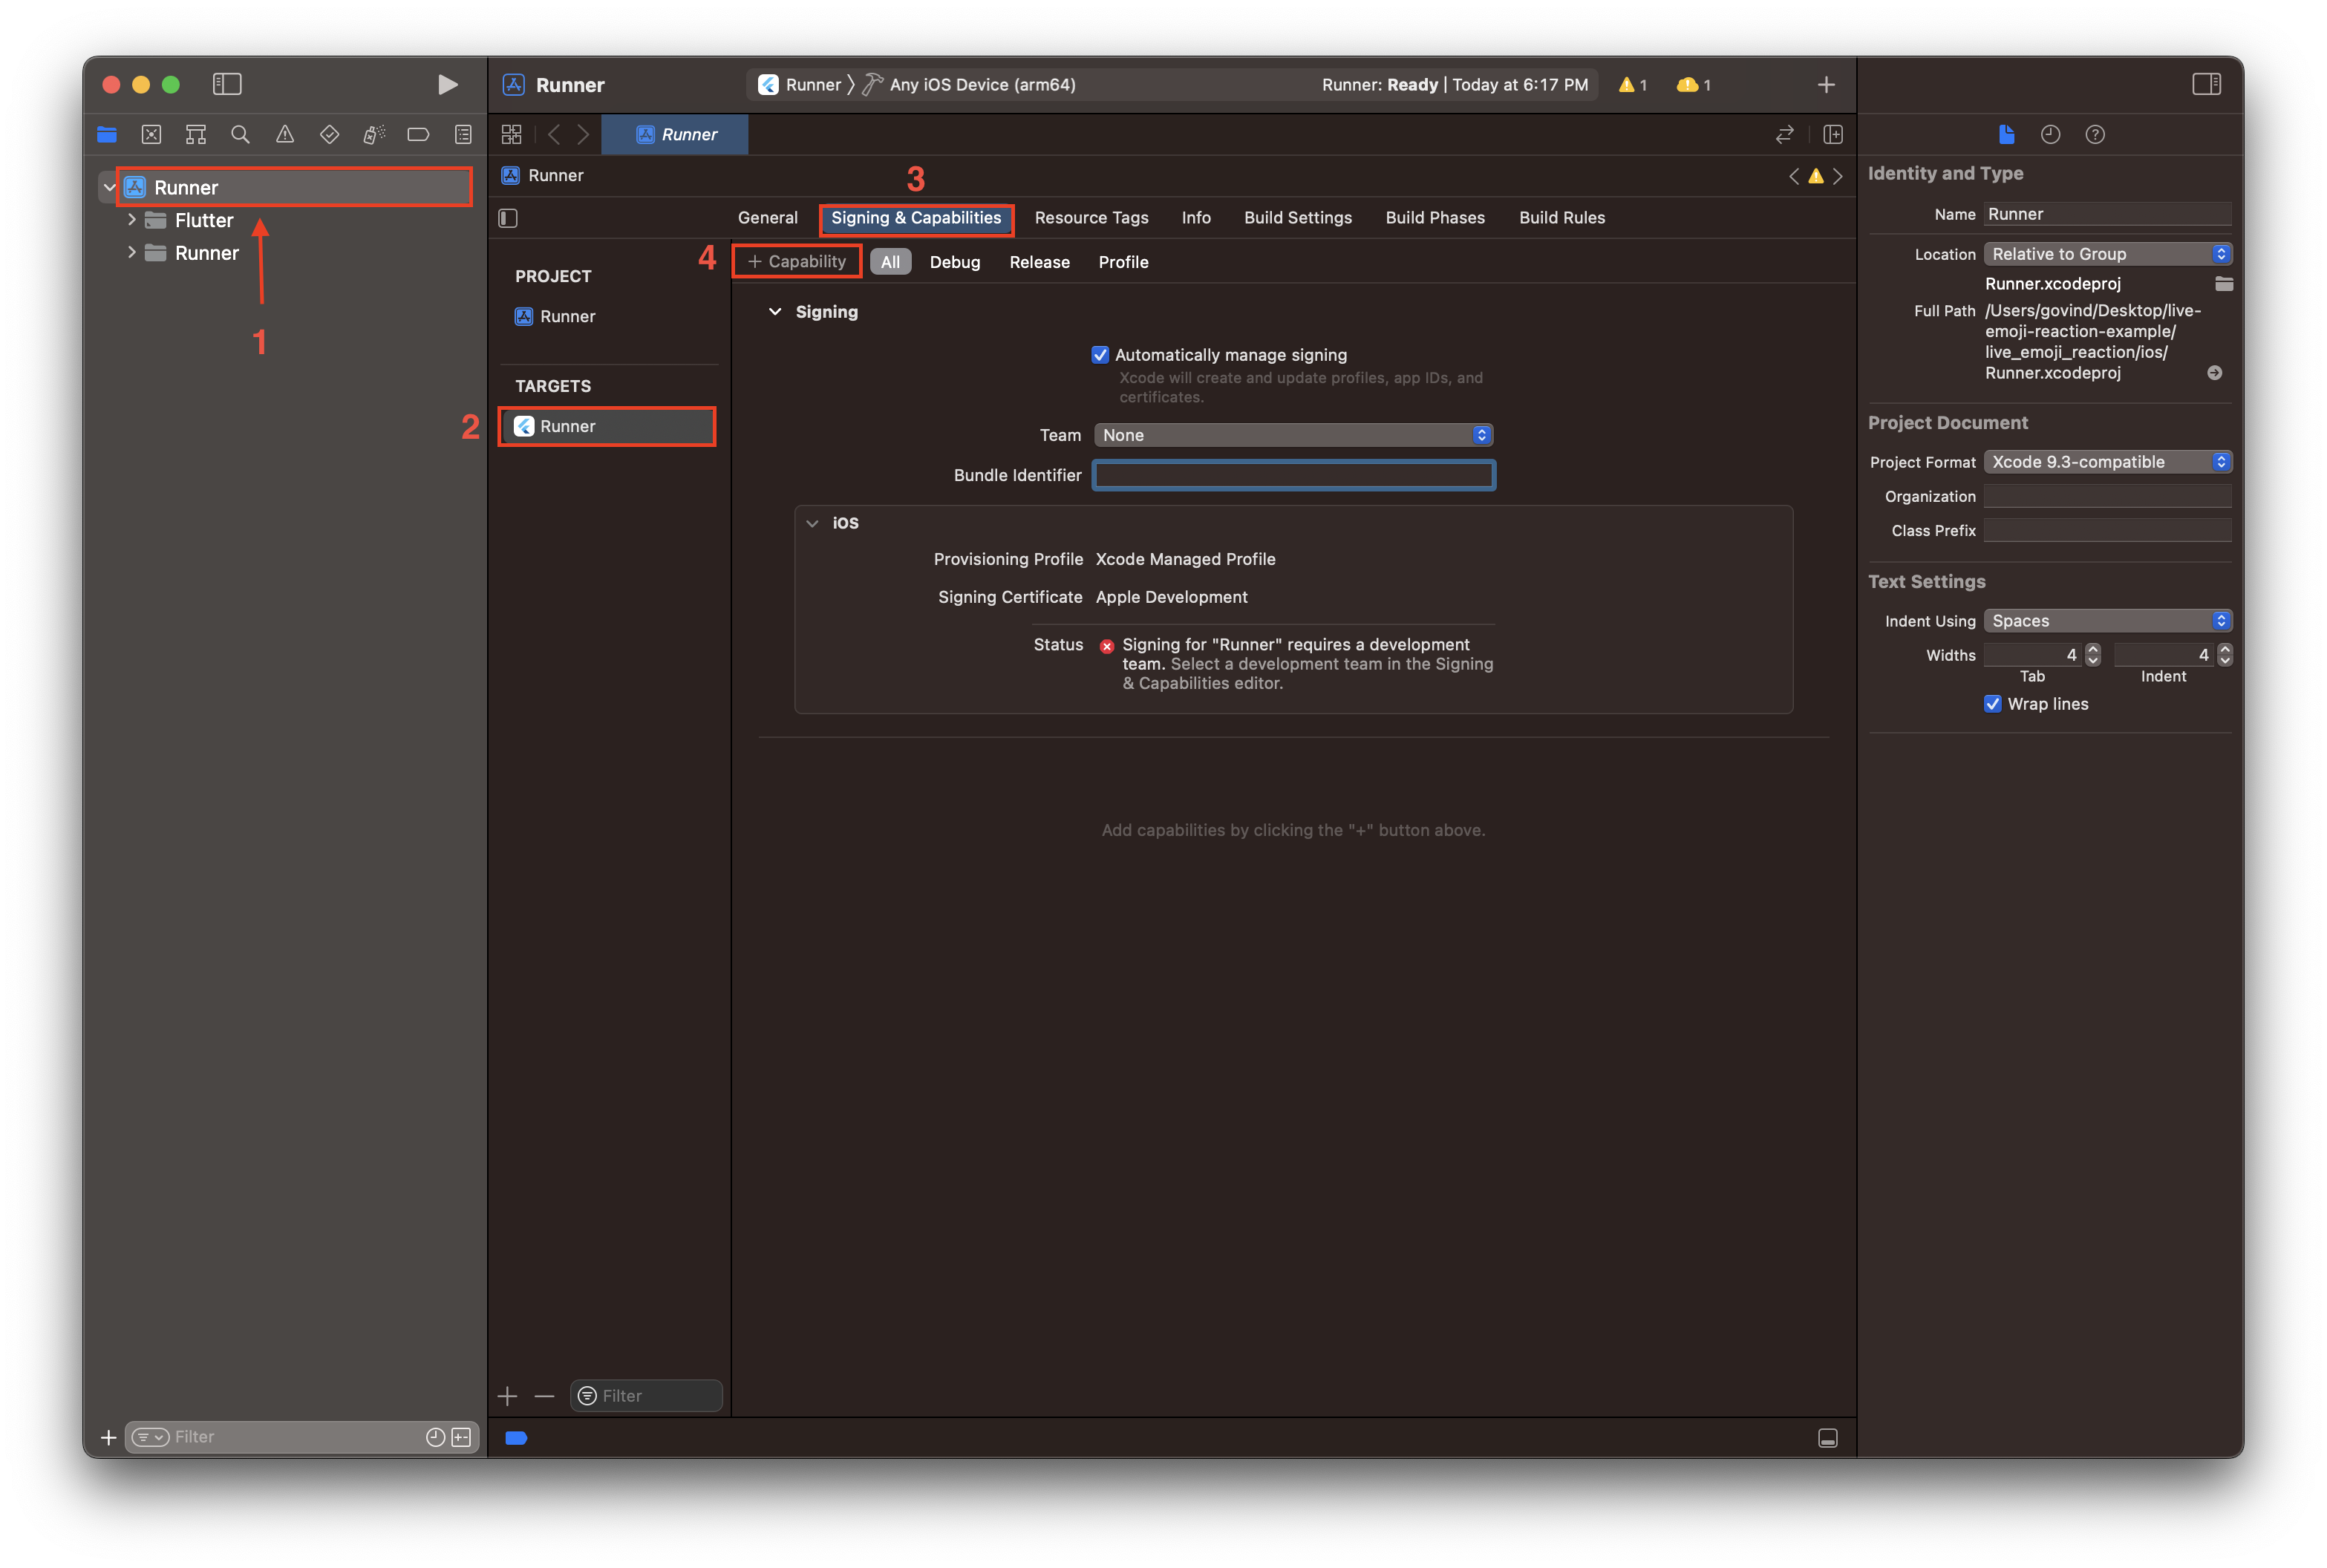 Runner
Runner
Any iOS Device (arm64)
Runner: Ready | Today at 6:17 PM
1
1
Runner
Runner
Flutter
Runner
1
Runner
3
General
Signing & Capabilities
Resource Tags
Info
Build Settings
Build Phases
Build Rules
4
+ Capability
All
Debug
Release
Profile
PROJECT
Runner
TARGETS
2
Runner
Signing
Automatically manage signing
Xcode will create and update profiles, app IDs, and
certificates.
Team
None
Bundle Identifier
iOS
Provisioning Profile
Xcode Managed Profile
Signing Certificate
Apple Development
Status
Signing for "Runner" requires a development
team. Select a development team in the Signing
& Capabilities editor.
Add capabilities by clicking the "+" button above.
Filter
Filter
Identity and Type
Name
Runner
Location
Relative to Group
Runner.xcodeproj
Full Path
/Users/govind/Desktop/live-
emoji-reaction-example/
live_emoji_reaction/ios/
Runner.xcodeproj
Project Document
Project Format
Xcode 9.3-compatible
Organization
Class Prefix
Text Settings
Indent Using
Spaces
Widths
4
4
Tab
Indent
Wrap lines